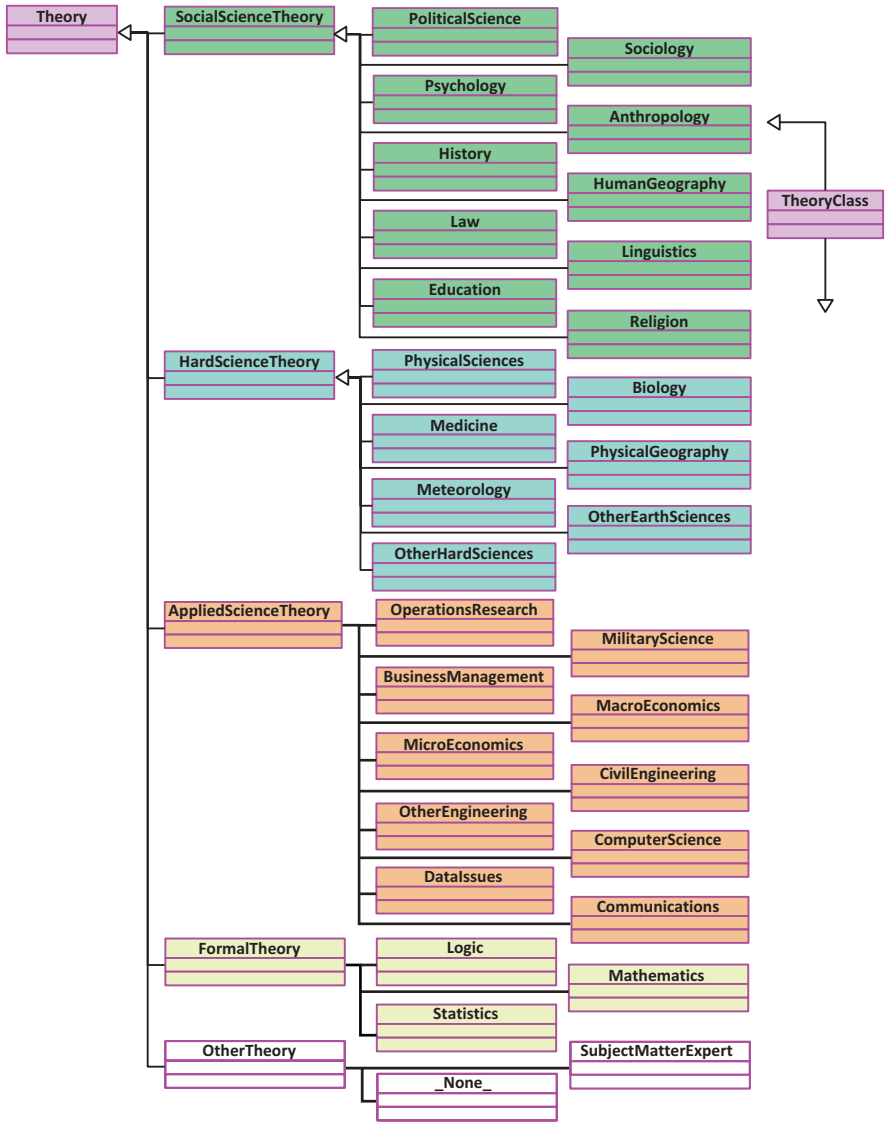 Theory
SocialScienceTheory
PoliticalScience
Sociology
Psychology
Anthropology
History
HumanGeography
TheoryClass
Law
Linguistics
Education
Religion
HardScienceTheory
PhysicalSciences
Biology
Medicine
PhysicalGeography
Meteorology
OtherEarthSciences
OtherHardSciences
AppliedScienceTheory
OperationsResearch
MilitaryScience
BusinessManagement
MacroEconomics
MicroEconomics
CivilEngineering
OtherEngineering
ComputerScience
DataIssues
Communications
FormalTheory
Logic
Mathematics
Statistics
OtherTheory
SubjectMatterExpert
_None_